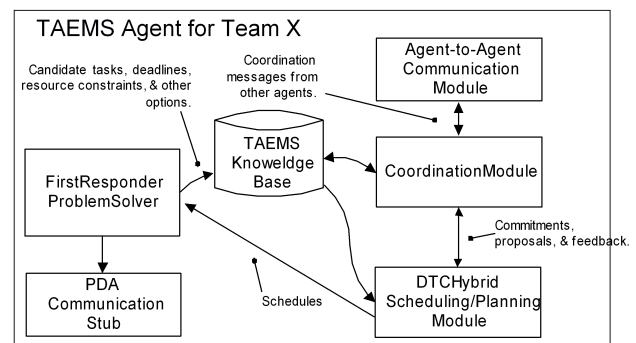 TAEMS Agent for Team X
Candidate tasks, deadlines,
resource constraints, & other
options.
Coordination
messages from
other agents.
Agent-to-Agent
Communication
Module
TAEMS
Knoweldge
Base
FirstResponder
ProblemSolver
CoordinationModule
Commitments,
proposals, & feedback.
PDA
Communication
Stub
Schedules
DTCHybrid
Scheduling/Planning
Module